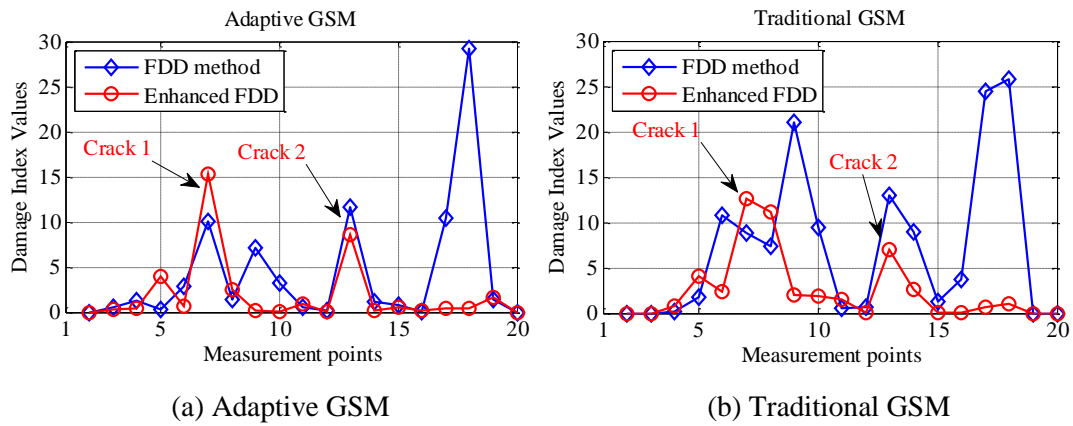 Adaptive GSM
30
25
20
15
10
5
0
1
5
10
15
20
Damage Index Values
Measurement points
FDD method
Enhanced FDD
Crack 1
Crack 2
(a) Adaptive GSM
Traditional GSM
30
25
20
15
10
5
0
1
5
10
15
20
Damage Index Values
Measurement points
FDD method
Enhanced FDD
Crack 1
Crack 2
(b) Traditional GSM